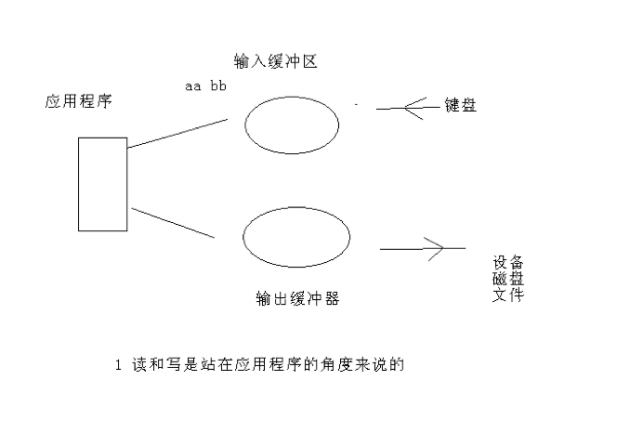 输入缓冲区
aa bb
应用程序
键盘
设备
磁盘
文件
输出缓冲器
1 读和写是站在应用程序的角度来说的